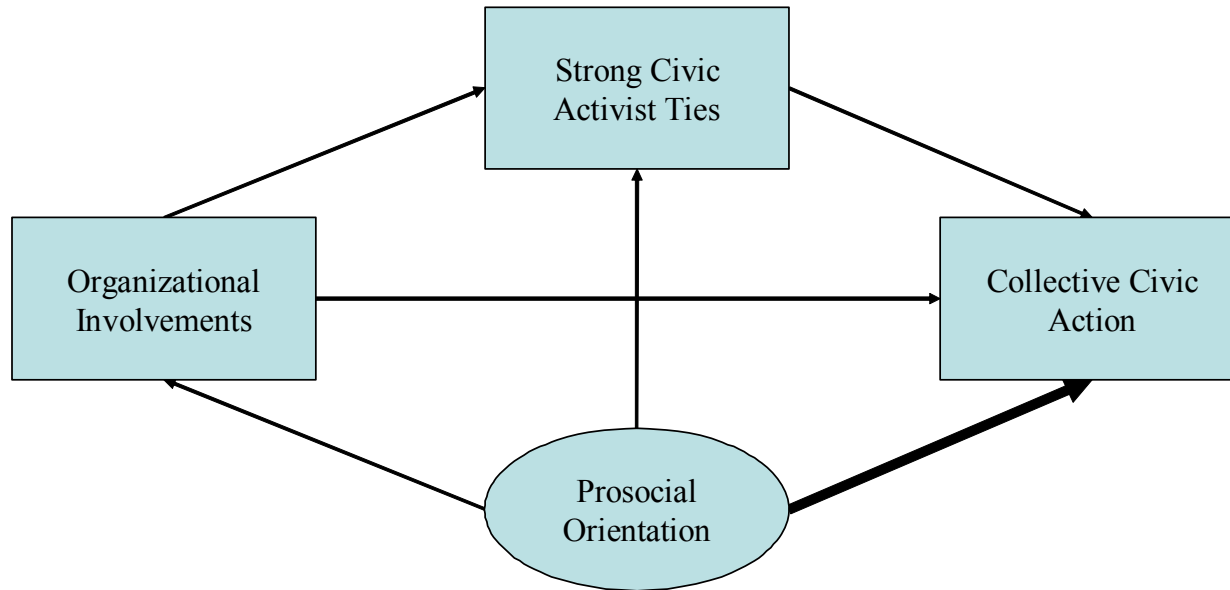 Strong Civic
Activist Ties
Organizational
Involvements
Collective Civic
Action
Prosocial
Orientation